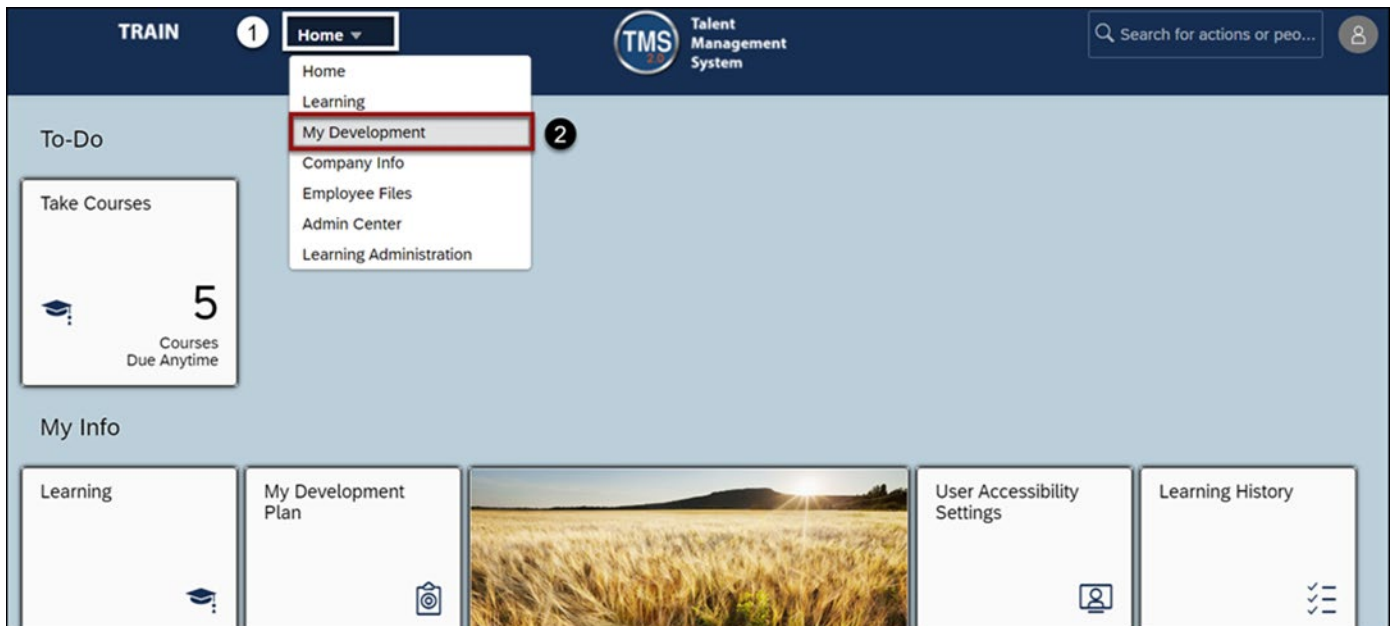 TRAIN
1
Home
TMS
2.0
Talent
Management
System
Search for actions or peo...
Home
Learning
My Development
2
Company Info
Employee Files
Admin Center
Learning Administration
To-Do
Take Courses
5
Courses
Due Anytime
My Info
Learning
My Development
Plan
User Accessibility
Settings
Learning History